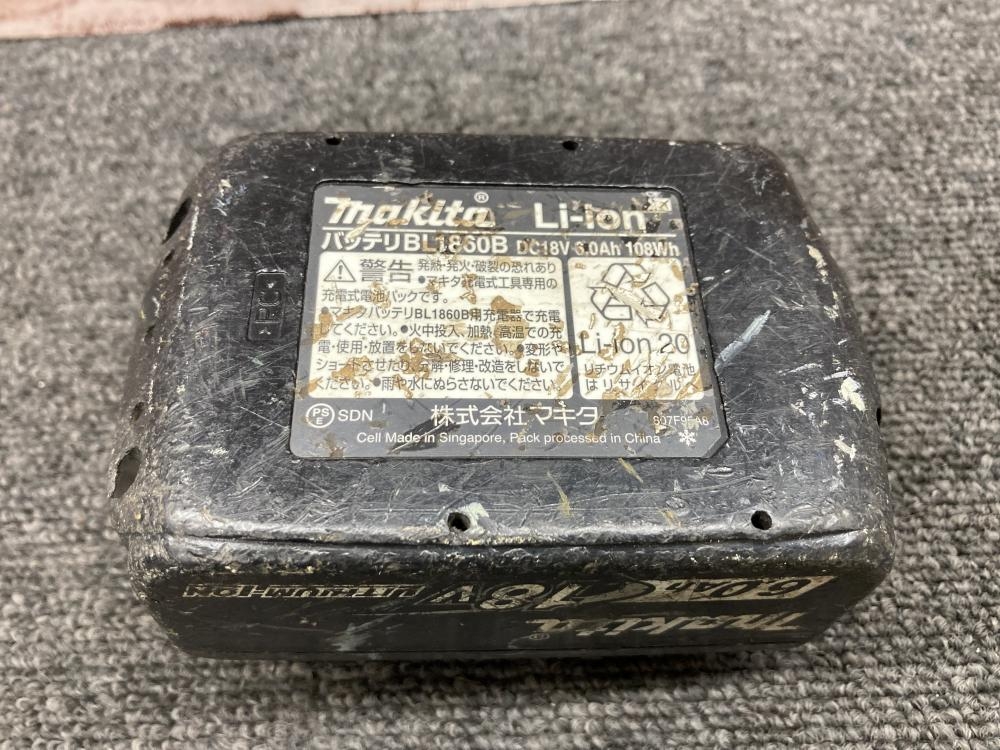 makita® Li-ion
バッテリBL1860B DC18V 6.0Ah 108Wh
警告 発熱・発火・破裂の恐れあり
●マキタ充電式工具専用の
充電式電池パックです。
●マキタバッテリBL1860B用充電器で充電
してください。●火中投入、加熱・高温での充
電・使用・放置をしないでください。●変形や
ショートさせたり、分解・修理・改造をしないで
ください。●雨や水にぬらさないでください。
Li-ion 20
リチウムイオン電池
はリサイクル
PSE SDN 株式会社マキタ
Cell Made in Singapore, Pack processed in China
6.0Ah 18V LITHIUM-ION
makita®